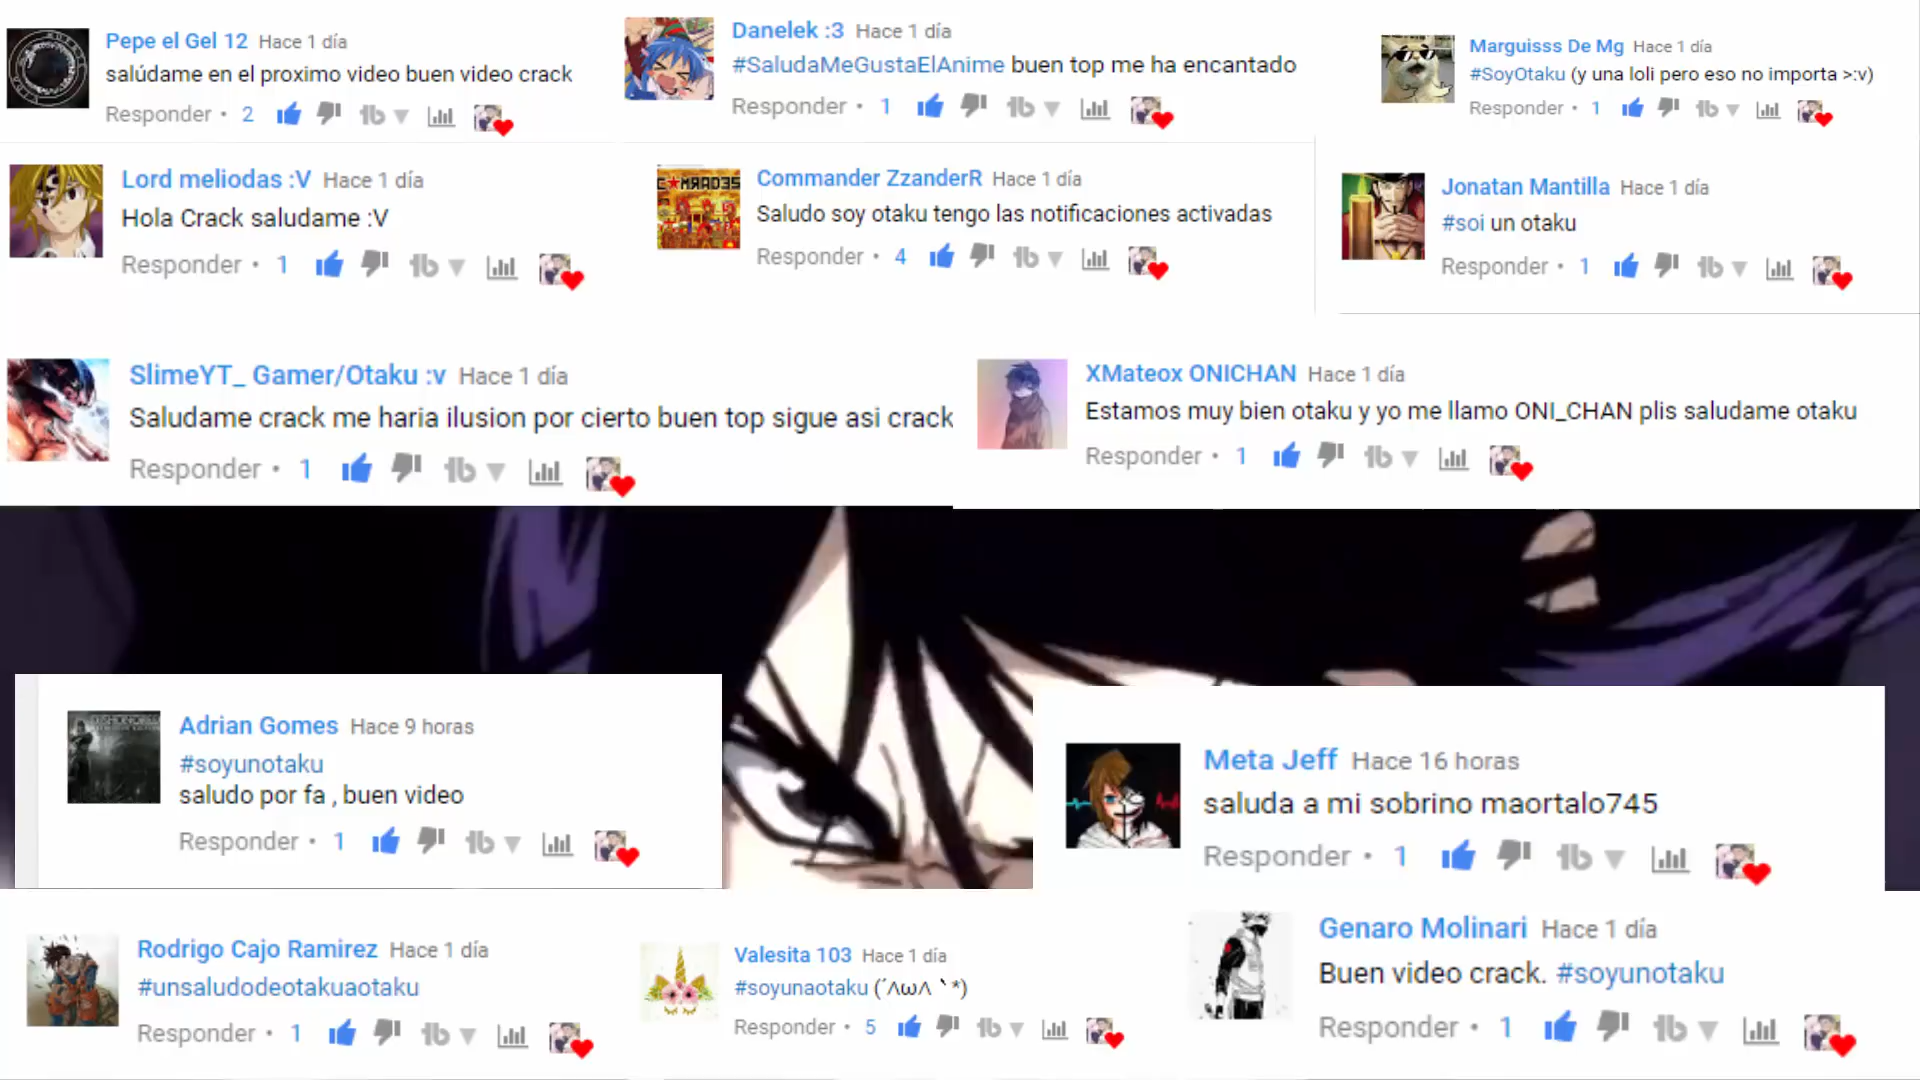 Pepe el Gel 12 Hace 1 día
salúdame en el proximo video buen video crack
Responder • 2
Danelek :3 Hace 1 día
#SaludaMeGustaElAnime buen top me ha encantado
Responder • 1
Marguisss De Mg Hace 1 día
#SoyOtaku (y una loli pero eso no importa >:v)
Responder • 1
Lord meliodas :V Hace 1 día
Hola Crack saludame :V
Responder • 1
Commander ZzanderR Hace 1 día
Saludo soy otaku tengo las notificaciones activadas
Responder • 4
Jonatan Mantilla Hace 1 día
#soi un otaku
Responder • 1
SlimeYT_ Gamer/Otaku :v Hace 1 día
Saludame crack me haria ilusion por cierto buen top sigue asi crack
Responder • 1
XMateox ONICHAN Hace 1 día
Estamos muy bien otaku y yo me llamo ONI_CHAN plis saludame otaku
Responder • 1
Adrian Gomes Hace 9 horas
#soyunotaku
saludo por fa , buen video
Responder • 1
Meta Jeff Hace 16 horas
saluda a mi sobrino maortalo745
Responder • 1
Rodrigo Cajo Ramirez Hace 1 día
#unsaludodeotakuaotaku
Responder • 1
Valesita 103 Hace 1 día
#soyunaotaku (´ΛωΛ｀*)
Responder • 5
Genaro Molinari Hace 1 día
Buen video crack. #soyunotaku
Responder • 1